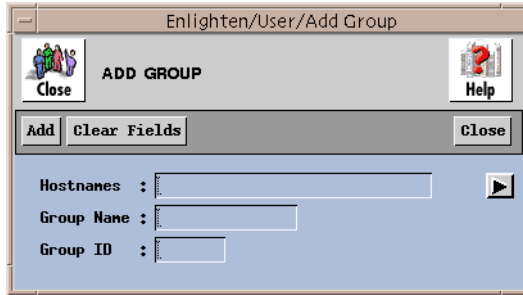 Enlighten/User/Add Group
Close
ADD GROUP
Help
Add Clear Fields Close
Hostnames :
Group Name :
Group ID :